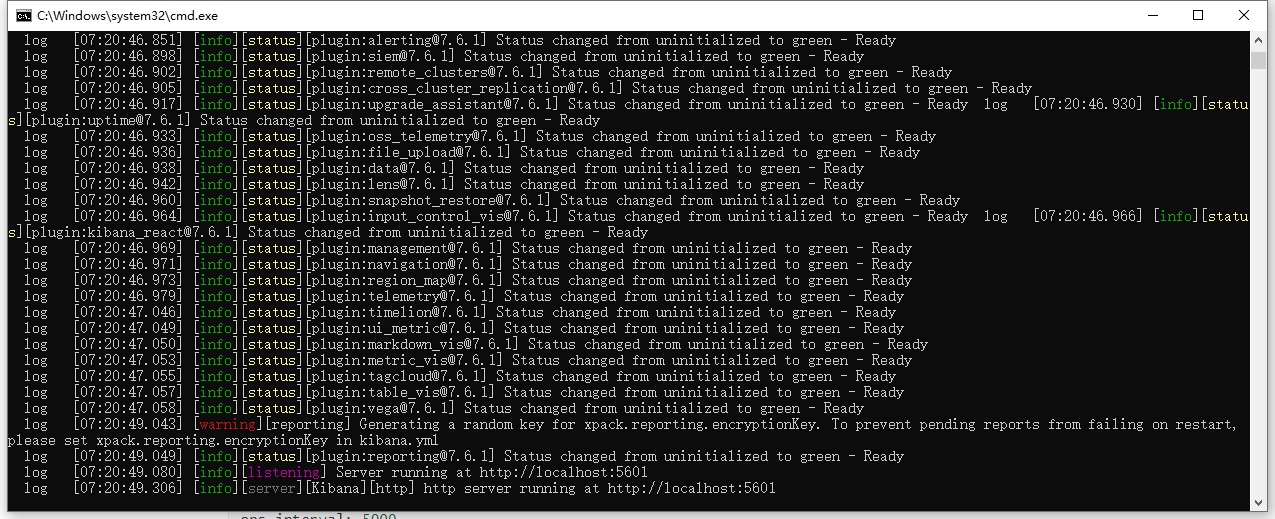 C:\Windows\system32\cmd.exe
log [07:20:46.851] [info][status][plugin:alerting@7.6.1] Status changed from uninitialized to green - Ready
log [07:20:46.898] [info][status][plugin:siem@7.6.1] Status changed from uninitialized to green - Ready
log [07:20:46.902] [info][status][plugin:remote_clusters@7.6.1] Status changed from uninitialized to green - Ready
log [07:20:46.905] [info][status][plugin:cross_cluster_replication@7.6.1] Status changed from uninitialized to green - Ready
log [07:20:46.917] [info][status][plugin:upgrade_assistant@7.6.1] Status changed from uninitialized to green - Ready log [07:20:46.930] [info][statu
s][plugin:uptime@7.6.1] Status changed from uninitialized to green - Ready
log [07:20:46.933] [info][status][plugin:oss_telemetry@7.6.1] Status changed from uninitialized to green - Ready
log [07:20:46.936] [info][status][plugin:file_upload@7.6.1] Status changed from uninitialized to green - Ready
log [07:20:46.938] [info][status][plugin:data@7.6.1] Status changed from uninitialized to green - Ready
log [07:20:46.942] [info][status][plugin:lens@7.6.1] Status changed from uninitialized to green - Ready
log [07:20:46.960] [info][status][plugin:snapshot_restore@7.6.1] Status changed from uninitialized to green - Ready
log [07:20:46.964] [info][status][plugin:input_control_vis@7.6.1] Status changed from uninitialized to green - Ready log [07:20:46.966] [info][statu
s][plugin:kibana_react@7.6.1] Status changed from uninitialized to green - Ready
log [07:20:46.969] [info][status][plugin:management@7.6.1] Status changed from uninitialized to green - Ready
log [07:20:46.971] [info][status][plugin:navigation@7.6.1] Status changed from uninitialized to green - Ready
log [07:20:46.973] [info][status][plugin:region_map@7.6.1] Status changed from uninitialized to green - Ready
log [07:20:46.979] [info][status][plugin:telemetry@7.6.1] Status changed from uninitialized to green - Ready
log [07:20:47.046] [info][status][plugin:timelion@7.6.1] Status changed from uninitialized to green - Ready
log [07:20:47.049] [info][status][plugin:ui_metric@7.6.1] Status changed from uninitialized to green - Ready
log [07:20:47.050] [info][status][plugin:markdown_vis@7.6.1] Status changed from uninitialized to green - Ready
log [07:20:47.053] [info][status][plugin:metric_vis@7.6.1] Status changed from uninitialized to green - Ready
log [07:20:47.055] [info][status][plugin:tagcloud@7.6.1] Status changed from uninitialized to green - Ready
log [07:20:47.057] [info][status][plugin:table_vis@7.6.1] Status changed from uninitialized to green - Ready
log [07:20:47.058] [info][status][plugin:vega@7.6.1] Status changed from uninitialized to green - Ready
log [07:20:49.043] [warning][reporting] Generating a random key for xpack.reporting.encryptionKey. To prevent pending reports from failing on restart,
please set xpack.reporting.encryptionKey in kibana.yml
log [07:20:49.049] [info][status][plugin:reporting@7.6.1] Status changed from uninitialized to green - Ready
log [07:20:49.080] [info][listening] Server running at http://localhost:5601
log [07:20:49.306] [info][server][Kibana][http] http server running at http://localhost:5601